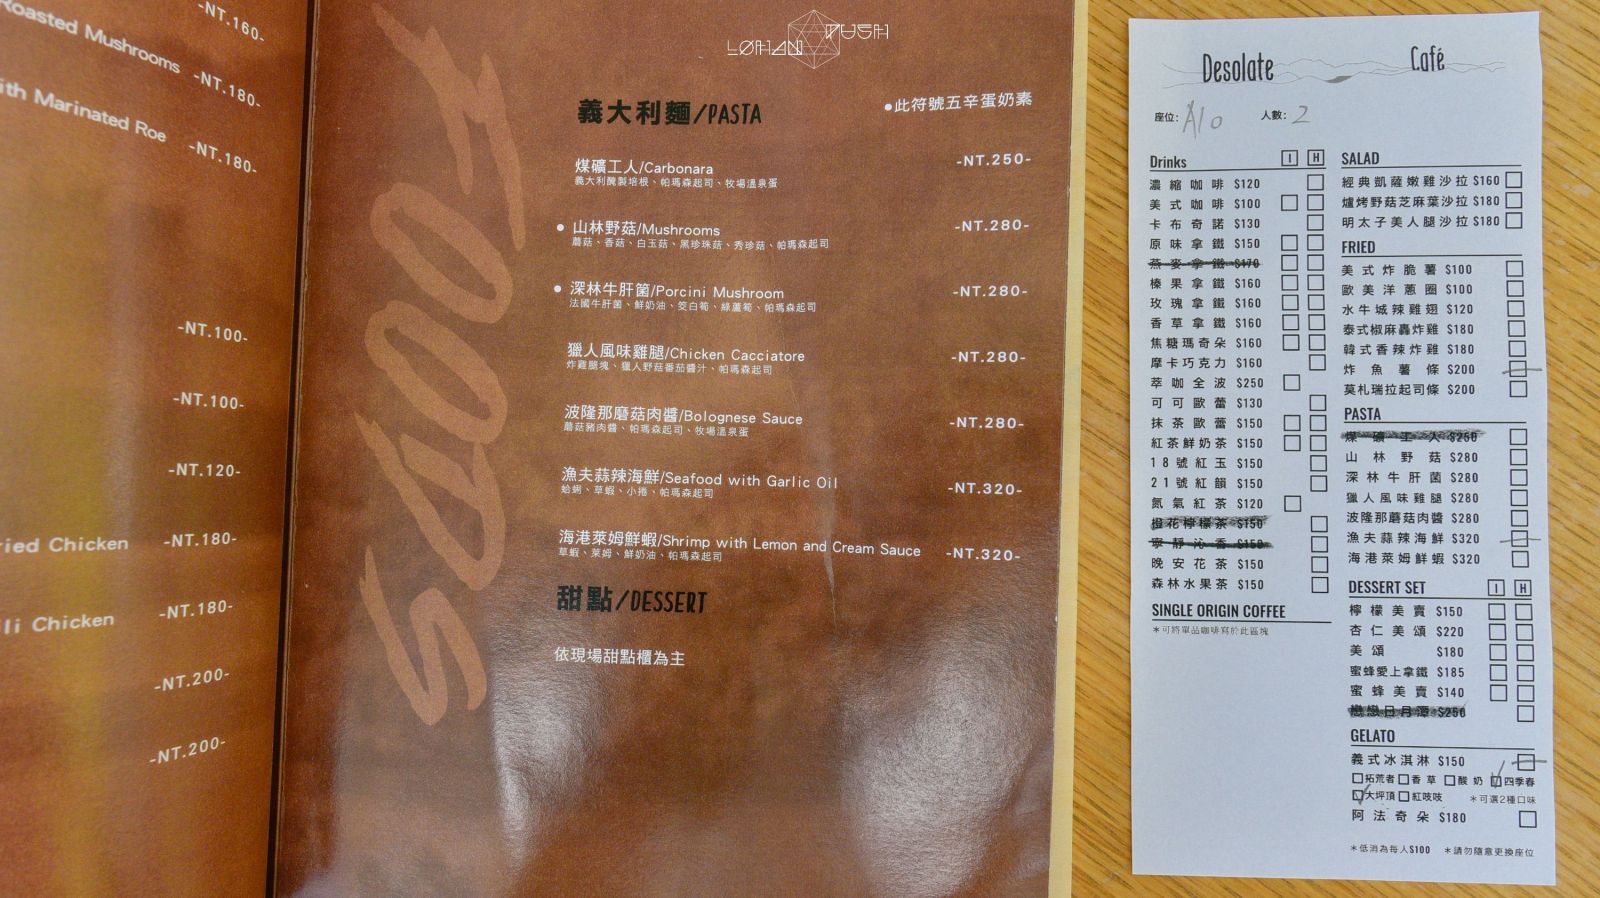 -NT.160-
Roasted Mushrooms -NT.180-
ith Marinated Roe -NT.180-
-NT.100-
-NT.100-
-NT.120-
ried Chicken -NT.180-
ili Chicken -NT.180-
-NT.200-
-NT.200-
LOHAN DUSH
Foods
義大利麵/PASTA
●此符號五辛蛋奶素
煤礦工人/Carbonara -NT.250-
義大利醃製培根、帕瑪森起司、牧場溫泉蛋
● 山林野菇/Mushrooms -NT.280-
蘑菇、香菇、白玉菇、黑珍珠菇、秀珍菇、帕瑪森起司
● 深林牛肝菌/Porcini Mushroom -NT.280-
法國牛肝菌、鮮奶油、茭白筍、綠蘆筍、帕瑪森起司
獵人風味雞腿/Chicken Cacciatore -NT.280-
炸雞腿塊、獵人野菇番茄醬汁、帕瑪森起司
波隆那蘑菇肉醬/Bolognese Sauce -NT.280-
蘑菇豬肉醬、帕瑪森起司、牧場溫泉蛋
漁夫蒜辣海鮮/Seafood with Garlic Oil -NT.320-
蛤蜊、草蝦、小捲、帕瑪森起司
海港萊姆鮮蝦/Shrimp with Lemon and Cream Sauce -NT.320-
草蝦、萊姆、鮮奶油、帕瑪森起司
甜點/DESSERT
依現場甜點櫃為主
Desolate Café
座位: A10 人數: 2
Drinks I H
濃縮咖啡 $120
美式咖啡 $100
卡布奇諾 $130
原味拿鐵 $150
燕麥拿鐵 $170
榛果拿鐵 $160
玫瑰拿鐵 $160
香草拿鐵 $160
焦糖瑪奇朵 $160
摩卡巧克力 $160
萃咖全波 $250
可可歐蕾 $130
抹茶歐蕾 $150
紅茶鮮奶茶 $150
18號紅玉 $150
21號紅韻 $150
氮氣紅茶 $120
橙花檸檬茶 $150
寧靜沁香 $150
晚安花茶 $150
森林水果茶 $150
SINGLE ORIGIN COFFEE
*可將單品咖啡寫於此區塊
SALAD
經典凱薩嫩雞沙拉 $160
爐烤野菇芝麻葉沙拉 $180
明太子美人腿沙拉 $180
FRIED
美式炸脆薯 $100
歐美洋蔥圈 $100
水牛城辣雞翅 $120
泰式椒麻轟炸雞 $180
韓式香辣炸雞 $180
炸魚薯條 $200
莫札瑞拉起司條 $200
PASTA
煤礦工人 $250
山林野菇 $280
深林牛肝菌 $280
獵人風味雞腿 $280
波隆那蘑菇肉醬 $280
漁夫蒜辣海鮮 $320
海港萊姆鮮蝦 $320
DESSERT SET I H
檸檬美賣 $150
杏仁美頌 $220
美頌 $180
蜜蜂愛上拿鐵 $185
蜜蜂美賣 $140
戀戀日月潭 $250
GELATO
義式冰淇淋 $150
拓荒者 香草 酸奶 四季春
大坪頂 紅吱吱 *可選2種口味
阿法奇朵 $180
*低消為每人$100 *請勿隨意更換座位